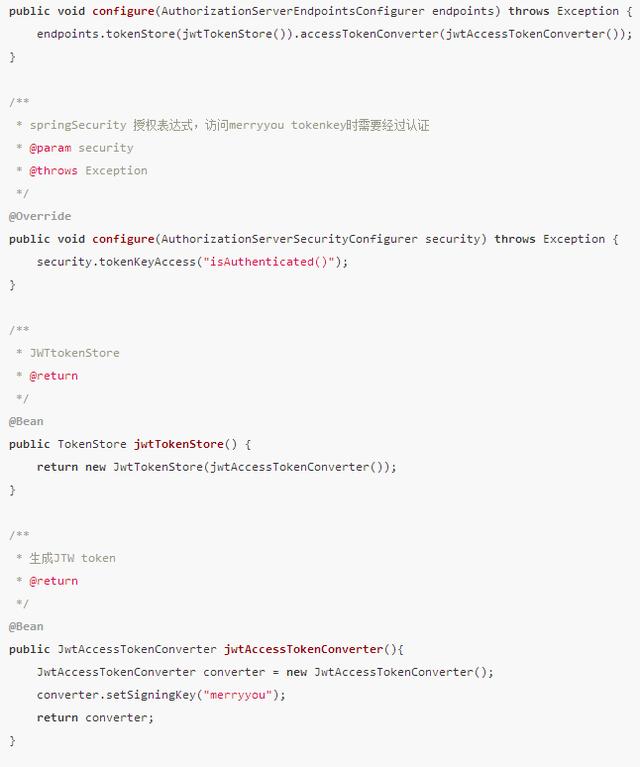 public void configure(AuthorizationServerEndpointsConfigurer endpoints) throws Exception {
    endpoints.tokenStore(jwtTokenStore()).accessTokenConverter(jwtAccessTokenConverter());
}
/**
 * springSecurity 授权表达式，访问merryyou tokenkey时需要经过认证
 * @param security
 * @throws Exception
 */
@Override
public void configure(AuthorizationServerSecurityConfigurer security) throws Exception {
    security.tokenKeyAccess("isAuthenticated()");
}
/**
 * JWTtokenStore
 * @return
 */
@Bean
public TokenStore jwtTokenStore() {
    return new JwtTokenStore(jwtAccessTokenConverter());
}
/**
 * 生成JTW token
 * @return
 */
@Bean
public JwtAccessTokenConverter jwtAccessTokenConverter(){
    JwtAccessTokenConverter converter = new JwtAccessTokenConverter();
    converter.setSigningKey("merryyou");
    return converter;
}